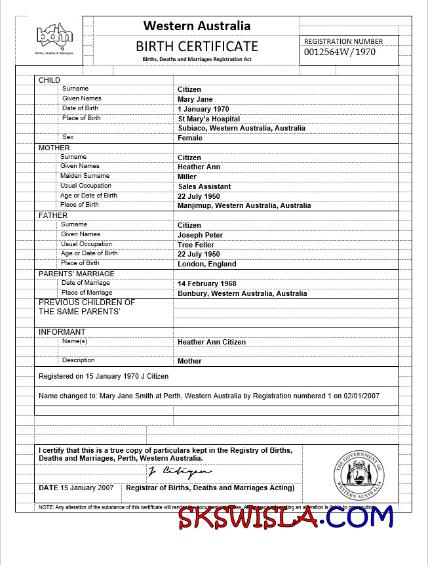 bdm
Births, Deaths & Marriages
Western Australia
BIRTH CERTIFICATE
Births, Deaths and Marriages Registration Act
REGISTRATION NUMBER
0012564W/1970
CHILD
Surname Citizen
Given Names Mary Jane
Date of Birth 1 January 1970
Place of Birth St Mary's Hospital
Subiaco, Western Australia, Australia
Sex Female
MOTHER
Surname Citizen
Given Names Heather Ann
Maiden Surname Miller
Usual Occupation Sales Assistant
Age or Date of Birth 22 July 1950
Place of Birth Manjimup, Western Australia, Australia
FATHER
Surname Citizen
Given Names Joseph Peter
Usual Occupation Tree Feller
Age or Date of Birth 22 July 1950
Place of Birth London, England
PARENTS' MARRIAGE
Date of Marriage 14 February 1968
Place of Marriage Bunbury, Western Australia, Australia
PREVIOUS CHILDREN OF
THE SAME PARENTS'
INFORMANT
Name(s) Heather Ann Citizen
Description Mother
Registered on 15 January 1970 J Citizen
Name changed to: Mary Jane Smith at Perth, Western Australia by Registration numbered 1 on 02/01/2007
I certify that this is a true copy of particulars kept in the Registry of Births,
Deaths and Marriages, Perth, Western Australia.
J Citizen
THE GOVERNMENT OF
WESTERN AUSTRALIA
DATE 15 January 2007 Registrar of Births, Deaths and Marriages Acting)
NOTE: Any alteration of the substance of this certificate will render
SKSWISLA.COM